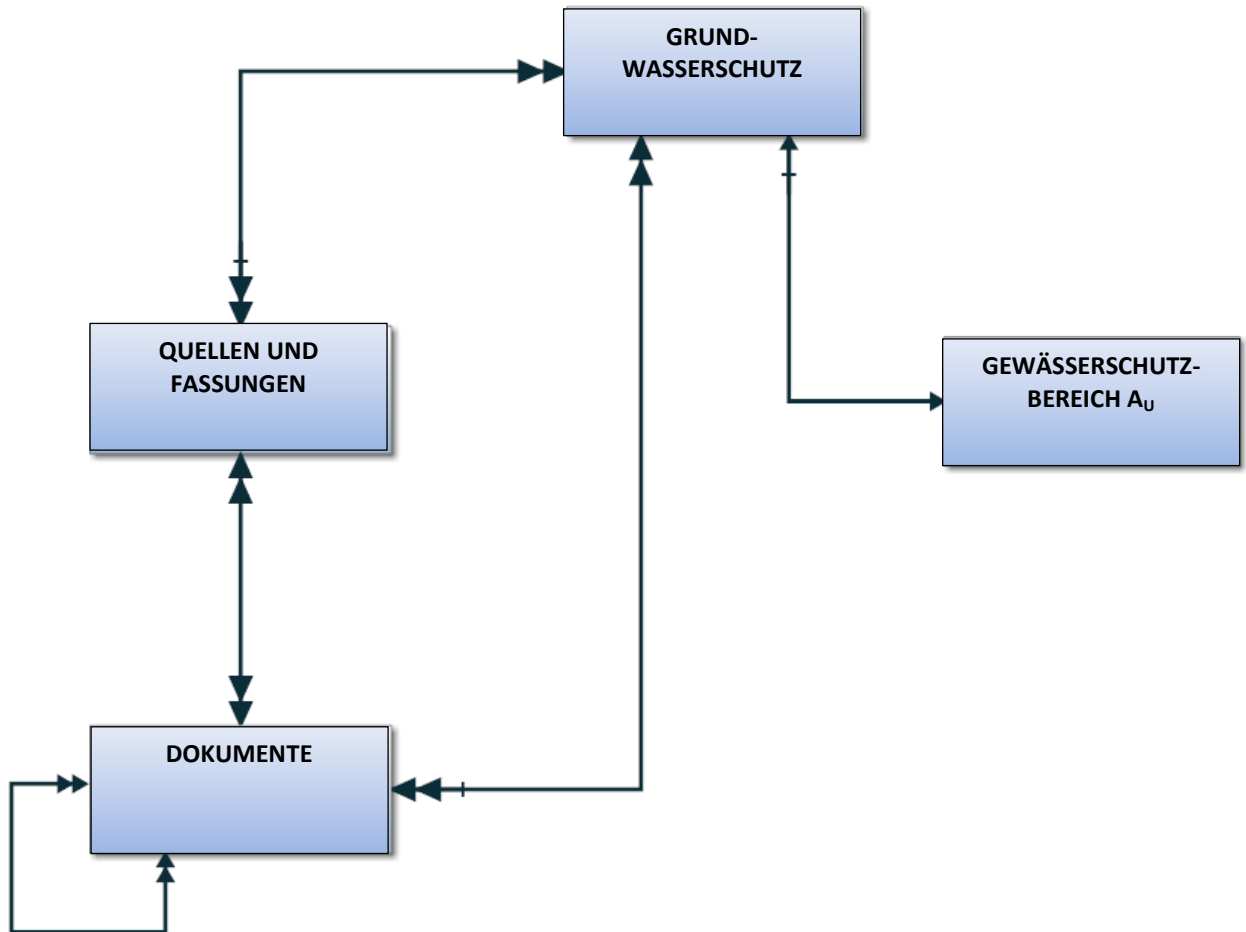 GRUND-
WASSERSCHUTZ
QUELLEN UND
FASSUNGEN
GEWÄSSERSCHUTZ-
BEREICH AU
DOKUMENTE